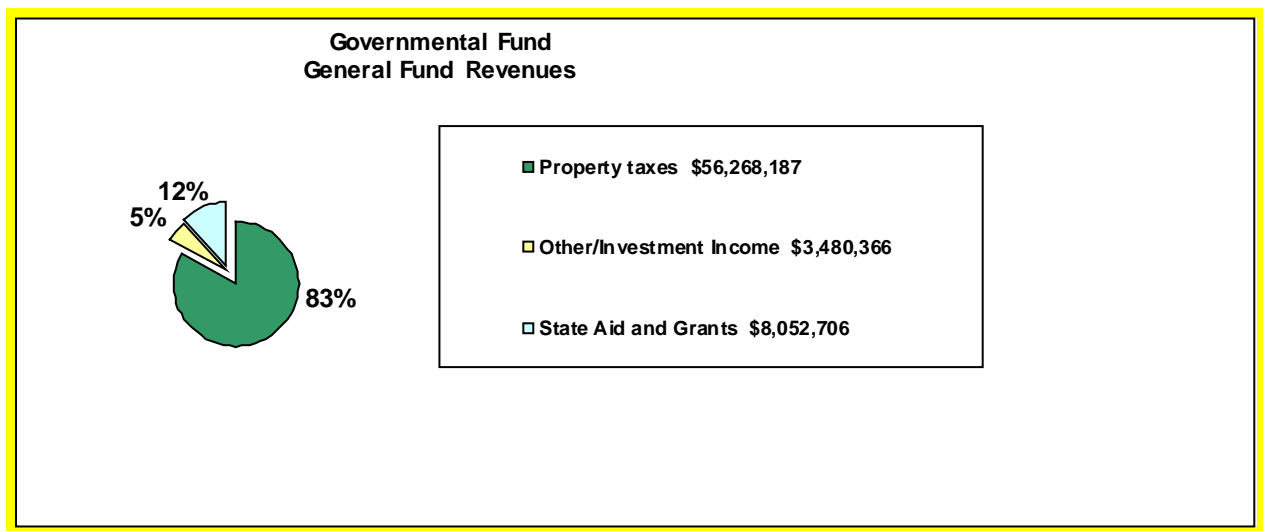 Governmental Fund
General Fund Revenues
Property taxes $56,268,187
12%
5%
Other/Investment Income $3,480,366
83%
State Aid and Grants $8,052,706